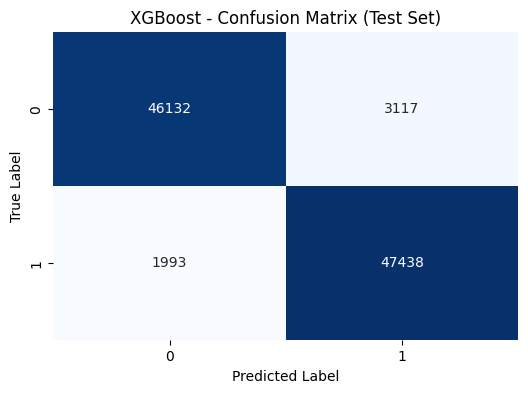 XGBoost - Confusion Matrix (Test Set)
0
46132
3117
True Label
1
1993
47438
0
1
Predicted Label